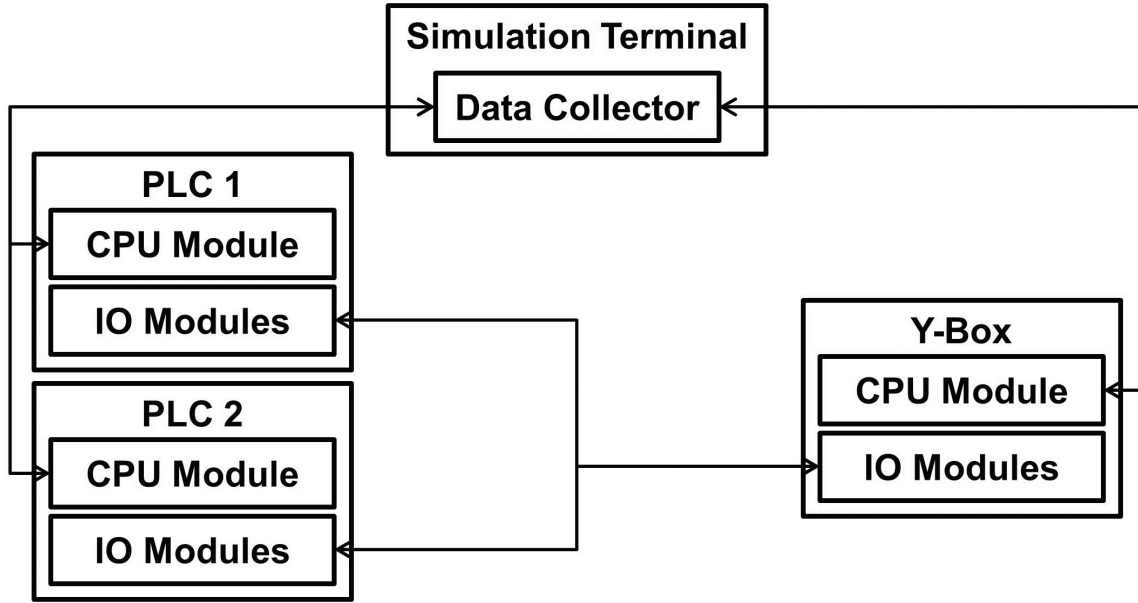 Simulation Terminal
Data Collector
PLC 1
CPU Module
IO Modules
PLC 2
CPU Module
IO Modules
Y-Box
CPU Module
IO Modules